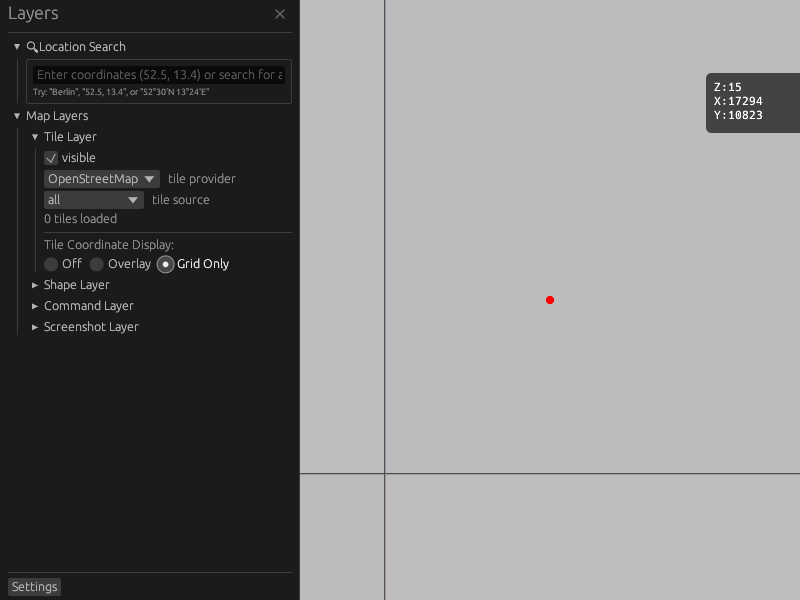 Layers
Location Search
Enter coordinates (52.5, 13.4) or search for a
Try: "Berlin", "52.5, 13.4", or "52°30'N 13°24'E"
Map Layers
Tile Layer
visible
OpenStreetMap tile provider
all tile source
0 tiles loaded
Tile Coordinate Display:
Off Overlay Grid Only
Shape Layer
Command Layer
Screenshot Layer
Settings
Z:15
X:17294
Y:10823